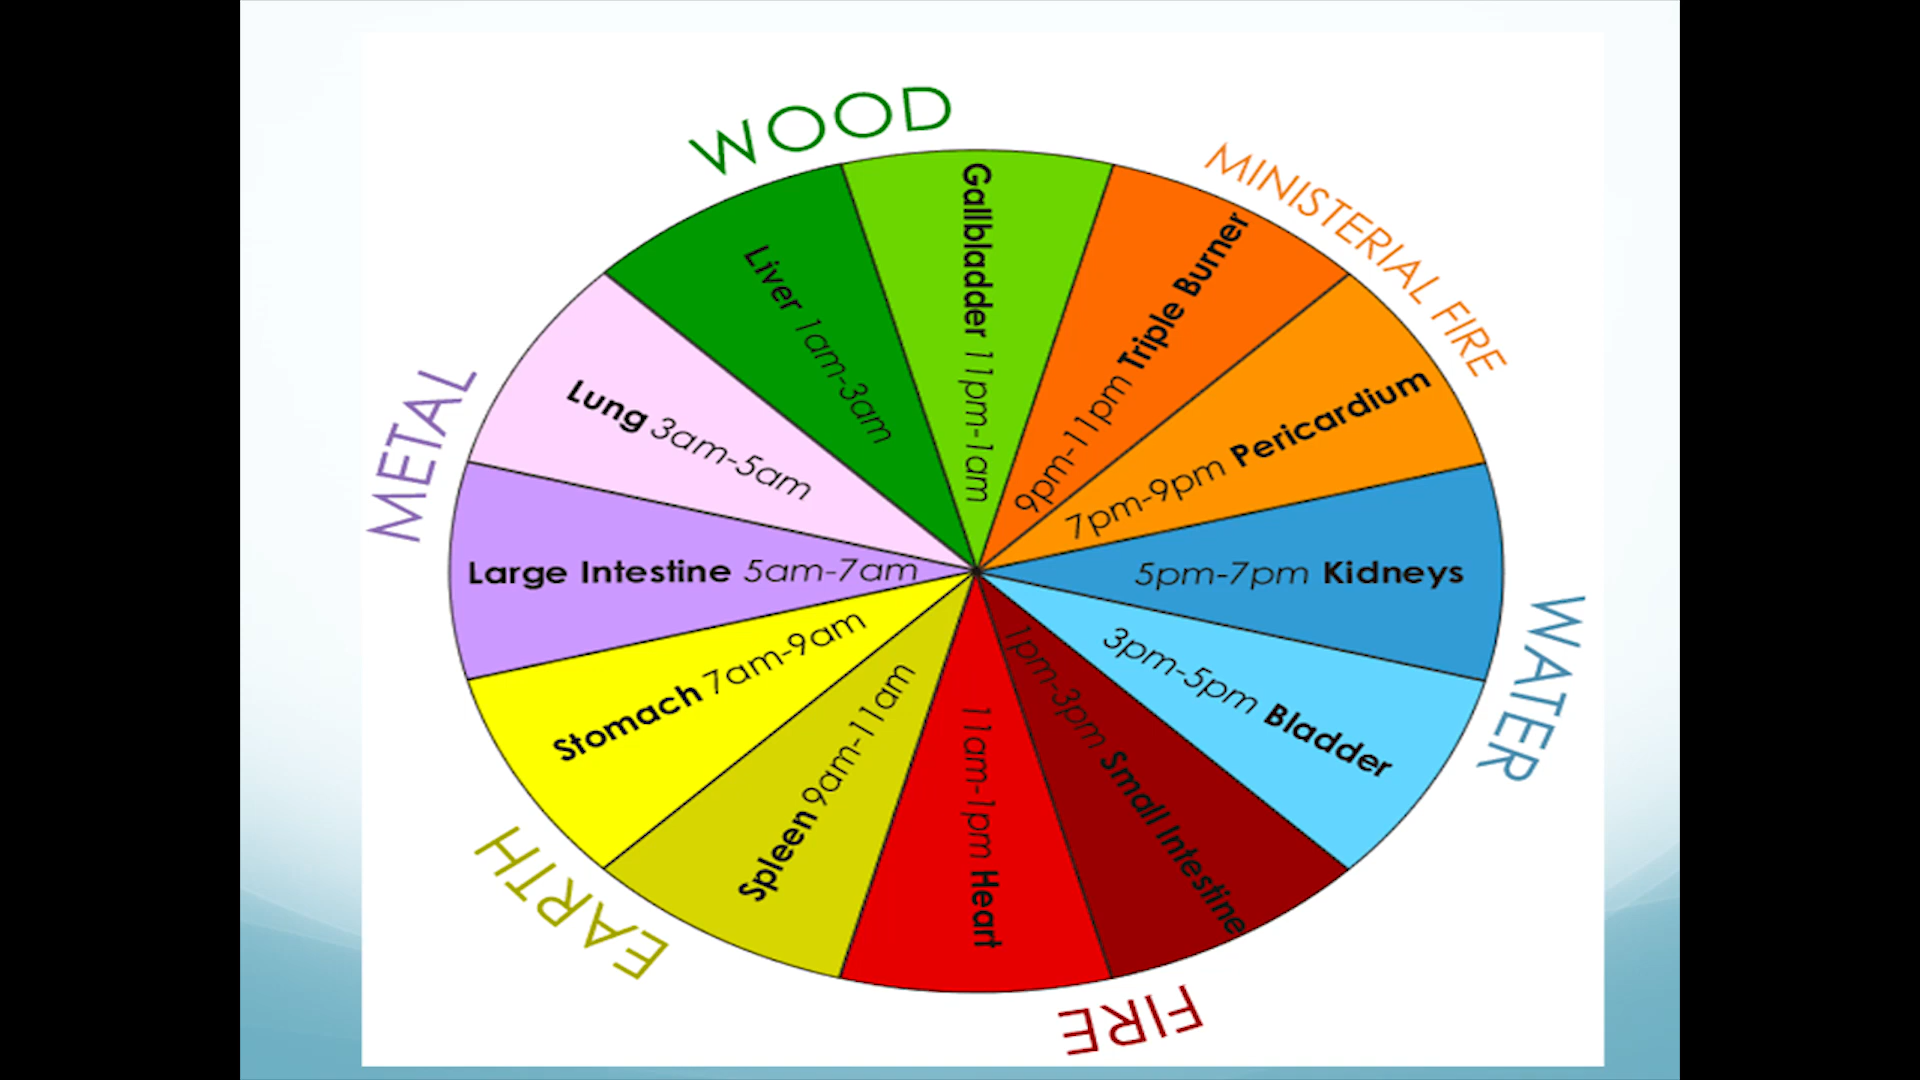 WOOD
MINISTERIAL FIRE
WATER
FIRE
EARTH
METAL
Gallbladder 11pm-1am
9pm-11pm Triple Burner
7pm-9pm Pericardium
5pm-7pm Kidneys
3pm-5pm Bladder
1pm-3pm Small Intestine
11am-1pm Heart
Spleen 9am-11am
Stomach 7am-9am
Large Intestine 5am-7am
Lung 3am-5am
Liver 1am-3am